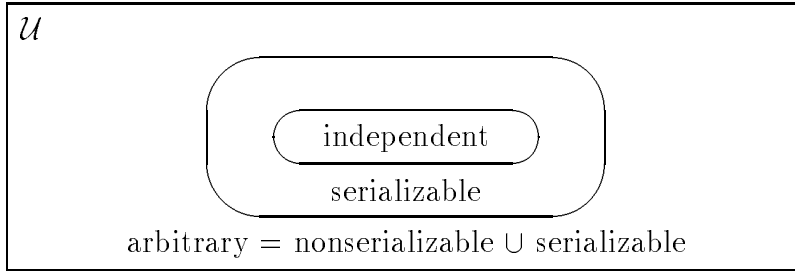 𝒰
independent
serializable
arbitrary = nonserializable ∪ serializable